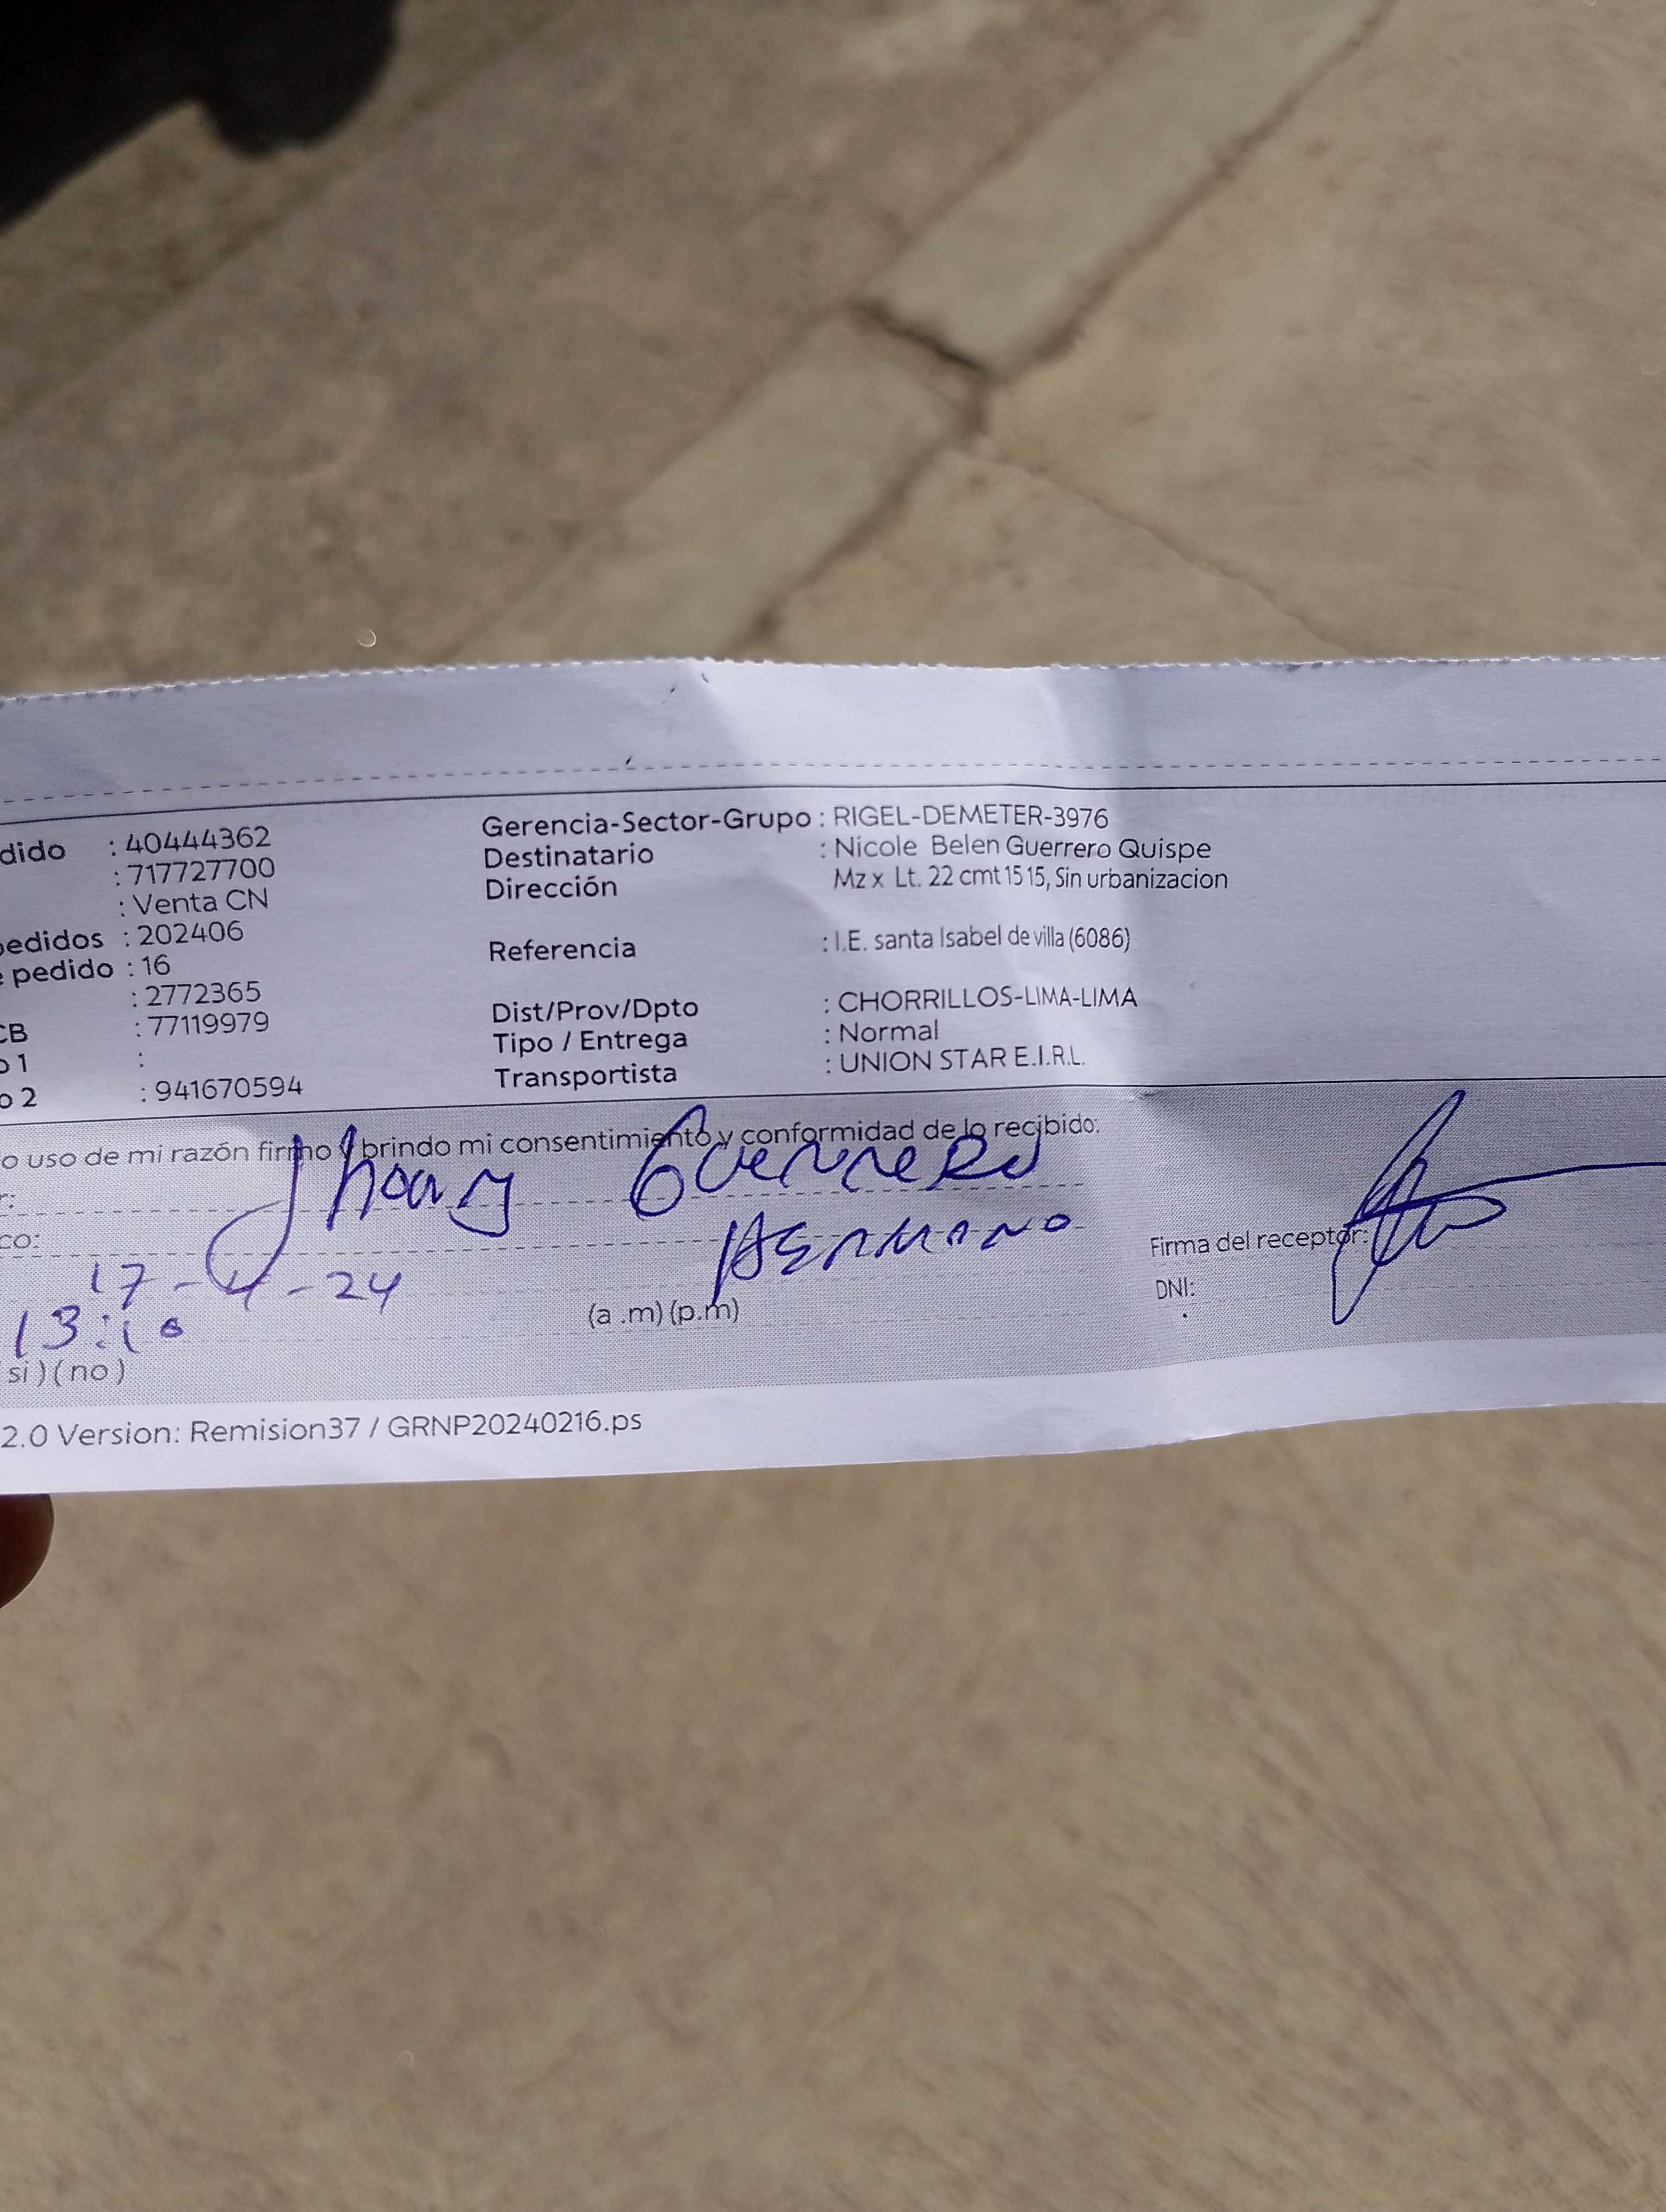 dido : 40444362 Gerencia-Sector-Grupo : RIGEL-DEMETER-3976
: 717727700 Destinatario : Nicole Belen Guerrero Quispe
: Venta CN Dirección Mz x Lt. 22 cmt 15 15, Sin urbanizacion
pedidos : 202406
e pedido : 16 Referencia : I.E. santa Isabel de villa (6086)
: 2772365
CB : 77119979 Dist/Prov/Dpto : CHORRILLOS-LIMA-LIMA
o 1 : Tipo / Entrega : Normal
o 2 : 941670594 Transportista : UNION STAR E.I.R.L.
o uso de mi razón firmo y brindo mi consentimiento y conformidad de lo recibido:
r: Jhoany Guerrero
co: HERMANO Firma del receptor:
17-4-24 DNI:
13:10 (a .m) (p.m)
si ) ( no )
2.0 Version: Remision37 / GRNP20240216.ps